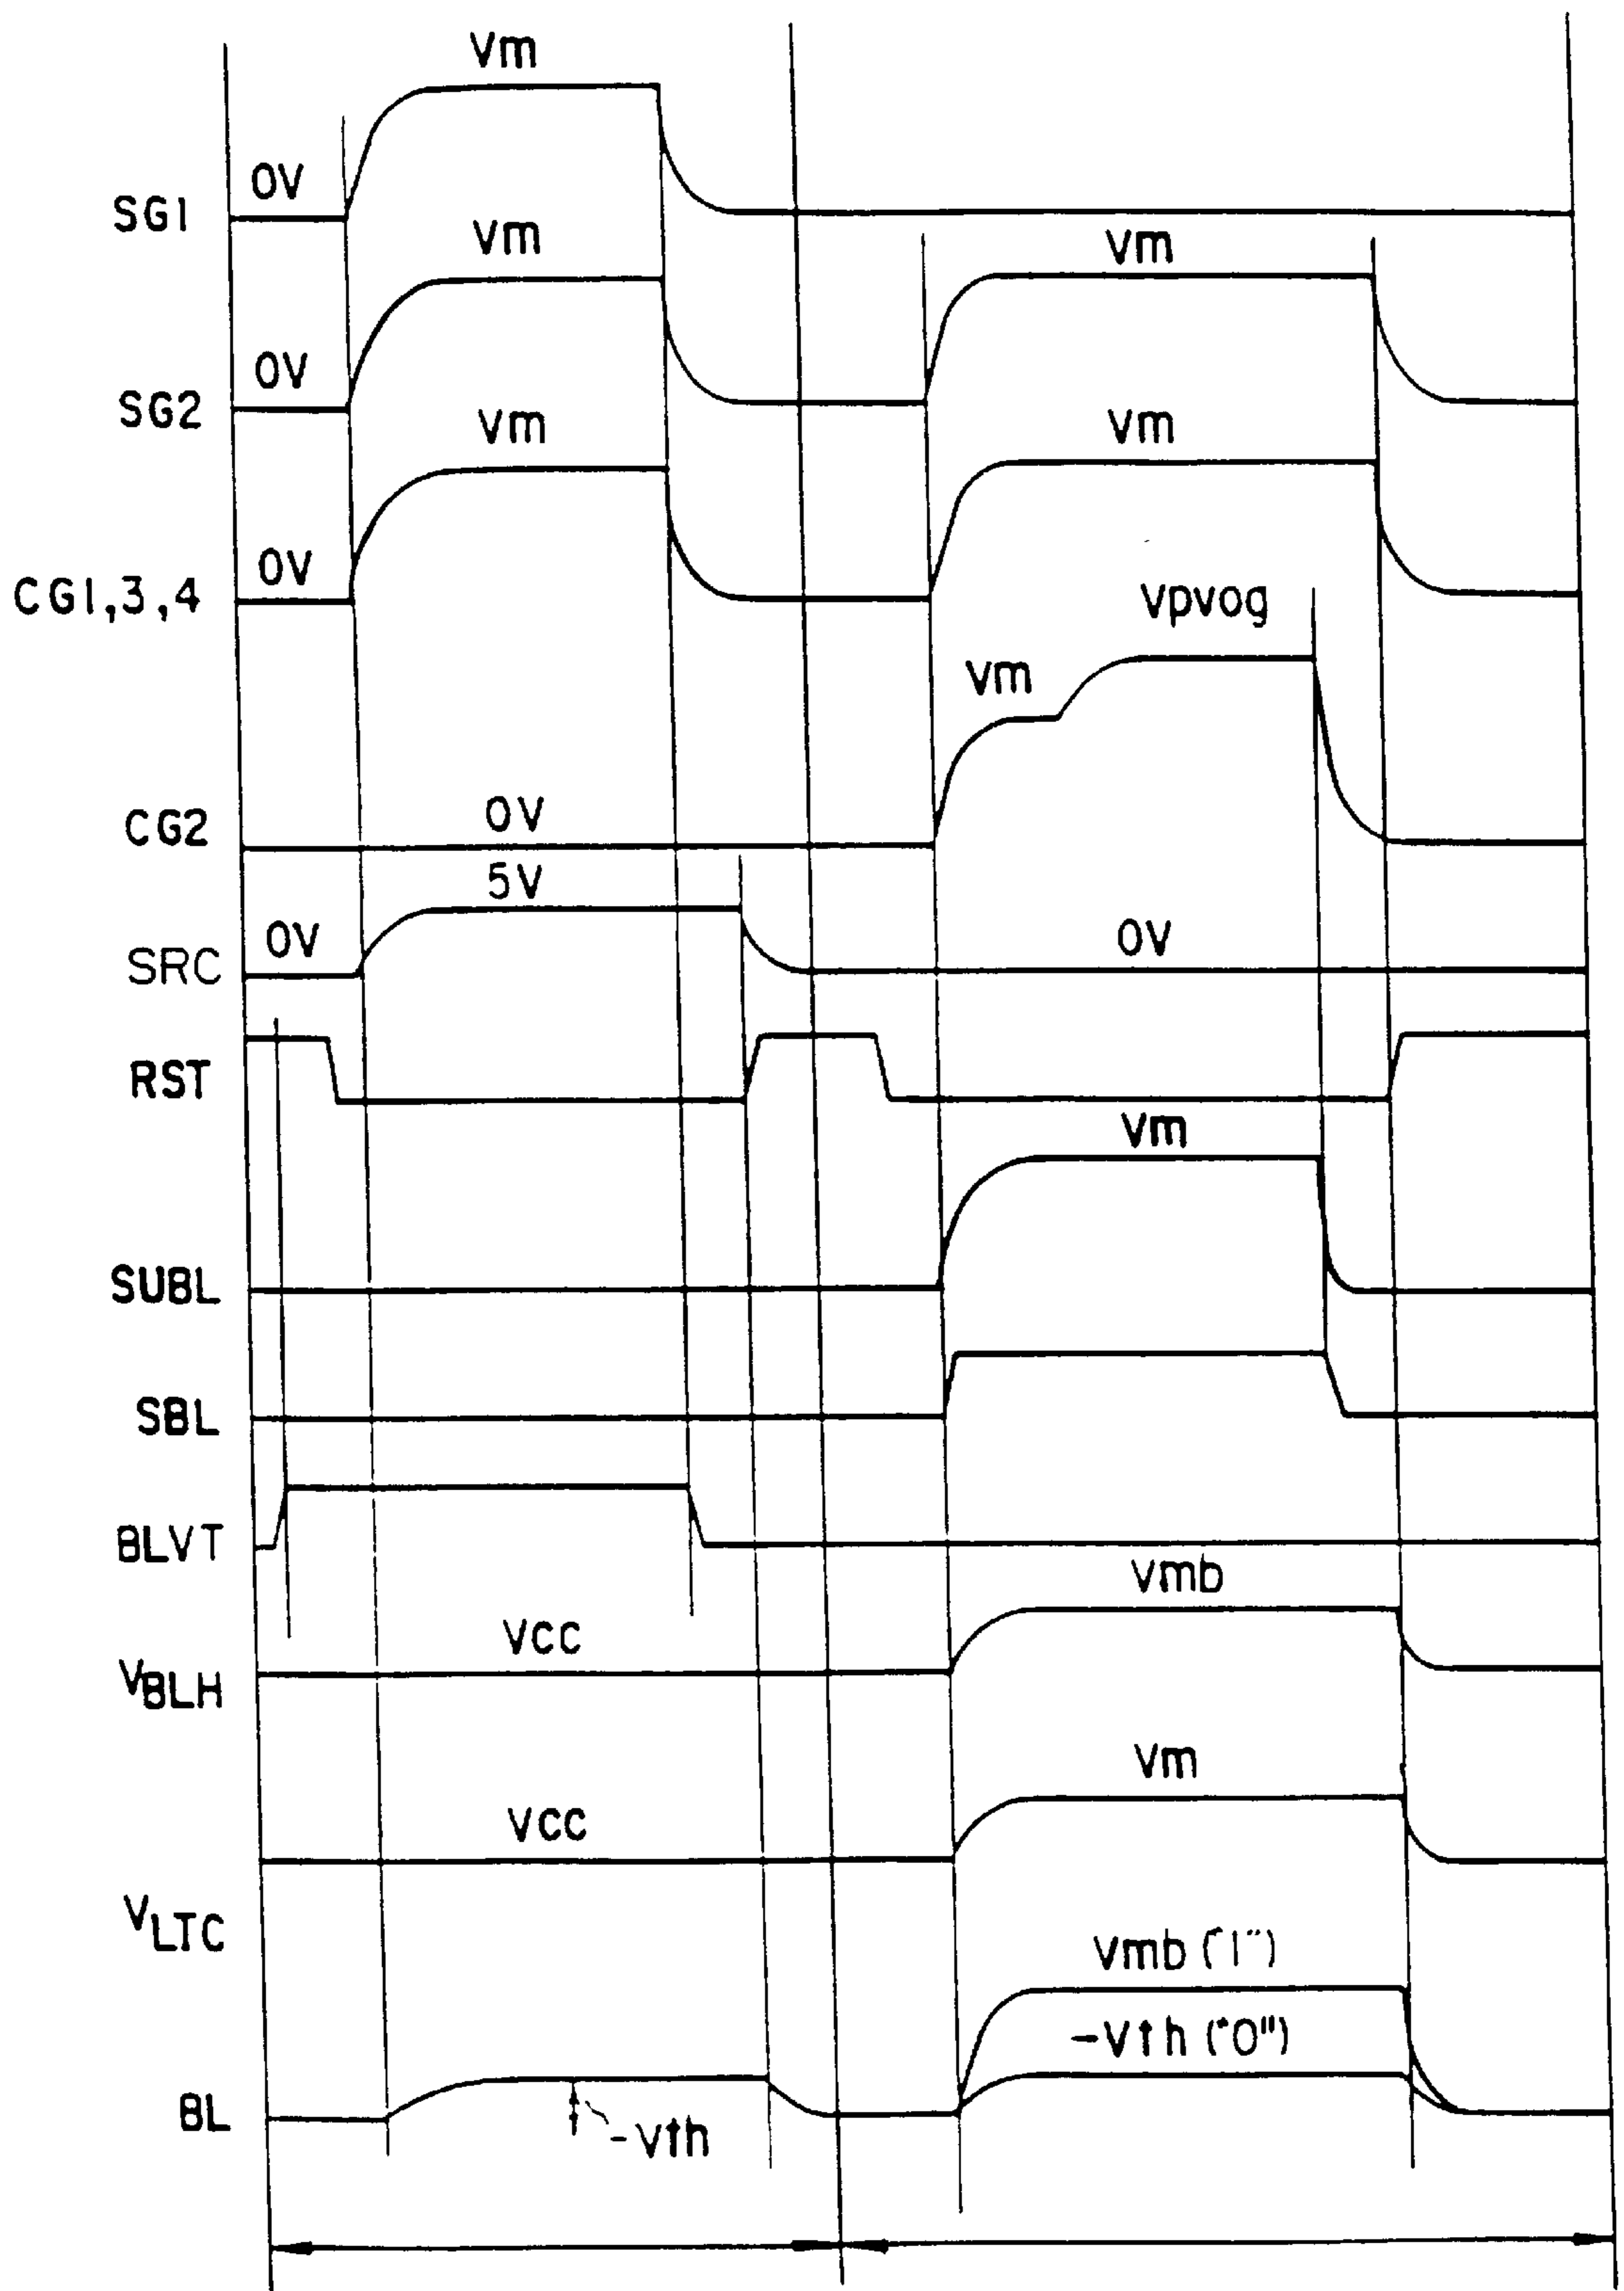 Vm
0V
SG1
Vm
Vm
0V
SG2
Vm
Vm
0V
CG1,3,4
Vpvog
Vm
0V
CG2
5V
0V
0V
SRC
RST
Vm
SUBL
SBL
BLVT
Vmb
Vcc
VBLH
Vm
Vcc
VLTC
Vmb ("1")
-Vth ("0")
BL
-Vth